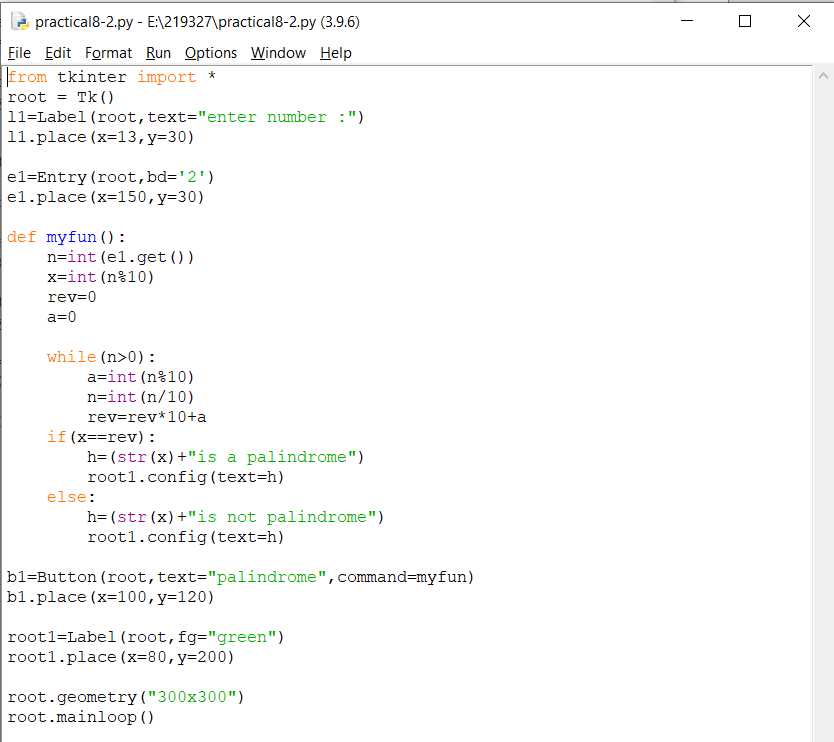 practical8-2.py - E:\219327\practical8-2.py (3.9.6)
File Edit Format Run Options Window Help
from tkinter import *
root = Tk()
l1=Label(root,text="enter number :")
l1.place(x=13,y=30)

e1=Entry(root,bd='2')
e1.place(x=150,y=30)

def myfun():
    n=int(e1.get())
    x=int(n%10)
    rev=0
    a=0

    while(n>0):
        a=int(n%10)
        n=int(n/10)
        rev=rev*10+a
    if(x==rev):
        h=(str(x)+"is a palindrome")
        root1.config(text=h)
    else:
        h=(str(x)+"is not palindrome")
        root1.config(text=h)

b1=Button(root,text="palindrome",command=myfun)
b1.place(x=100,y=120)

root1=Label(root,fg="green")
root1.place(x=80,y=200)

root.geometry("300x300")
root.mainloop()